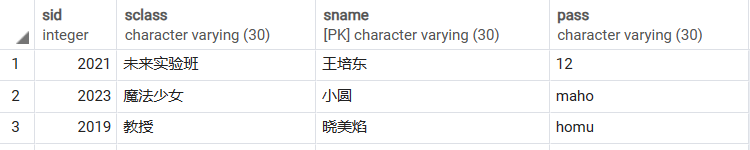 sid sclass sname pass
integer character varying (30) [PK] character varying (30) character varying (30)
1 2021 未来实验班 王培东 12
2 2023 魔法少女 小圆 maho
3 2019 教授 晓美焰 homu